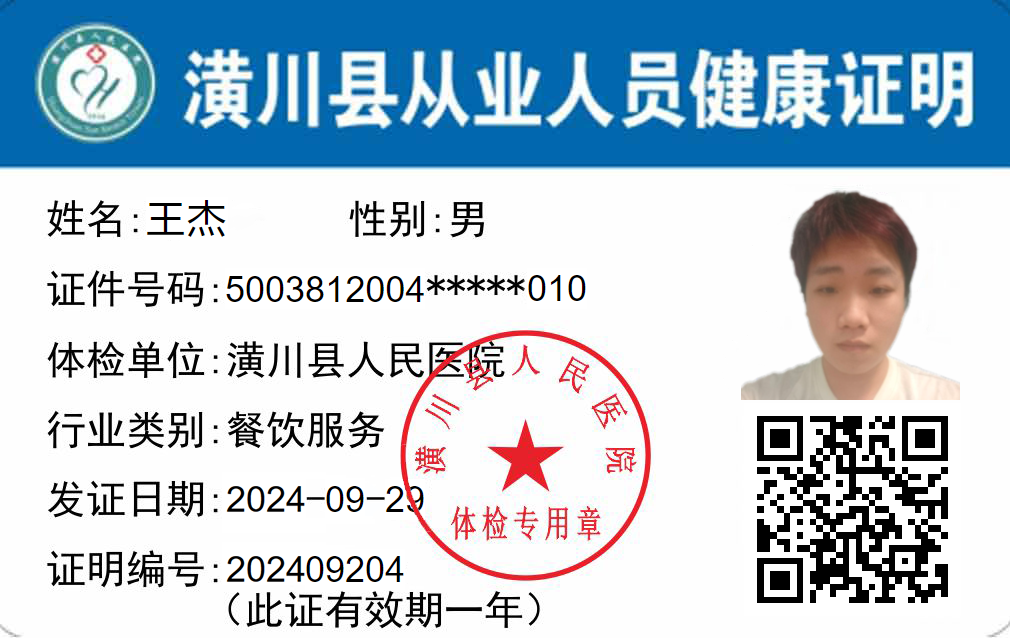 潢川县从业人员健康证明
姓名:王杰 性别:男
证件号码:5003812004*****010
体检单位:潢川县人民医院
行业类别:餐饮服务
发证日期:2024-09-29
证明编号:202409204
(此证有效期一年)
潢川县人民医院
体检专用章